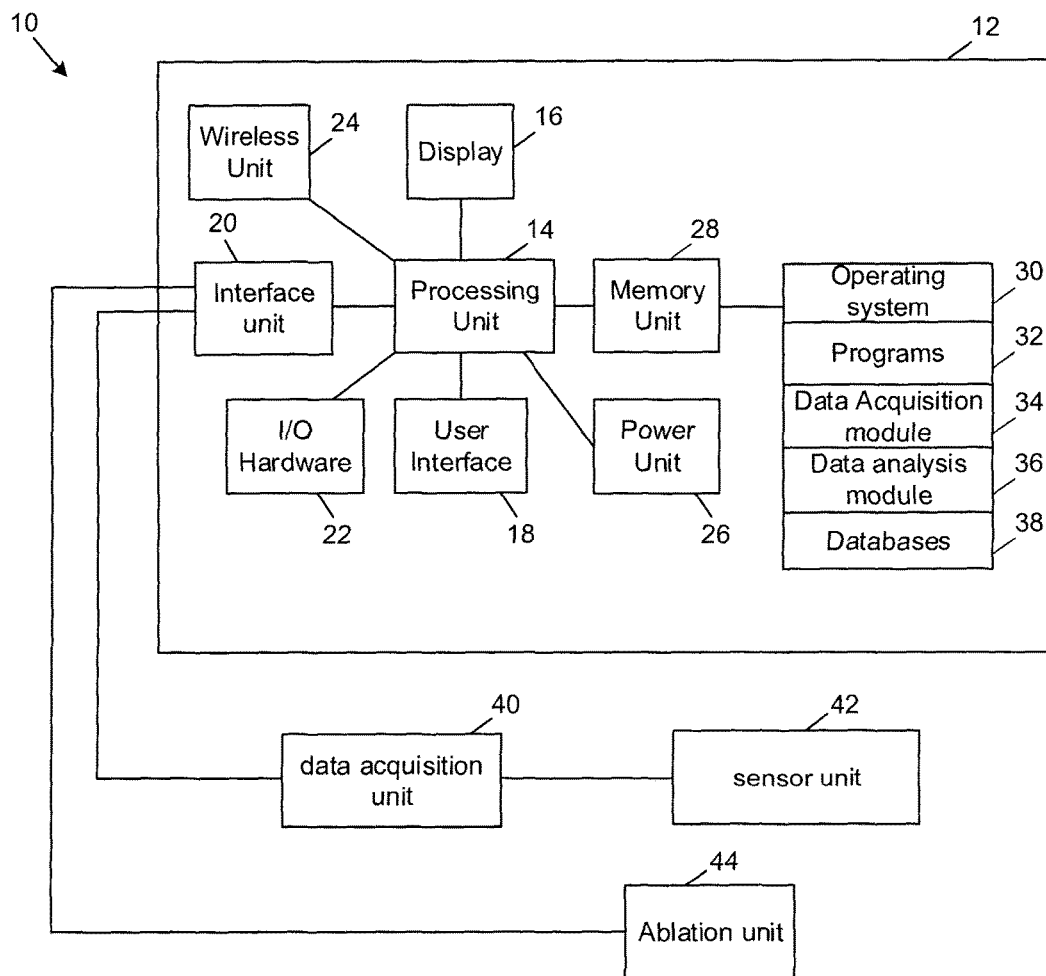 10
12
Wireless
Unit
24
Display
16
20
Interface
unit
14
Processing
Unit
28
Memory
Unit
Operating
system
30
Programs
32
Data Acquisition
module
34
Data analysis
module
36
Databases
38
I/O
Hardware
22
User
Interface
18
Power
Unit
26
40
data acquisition
unit
42
sensor unit
44
Ablation unit